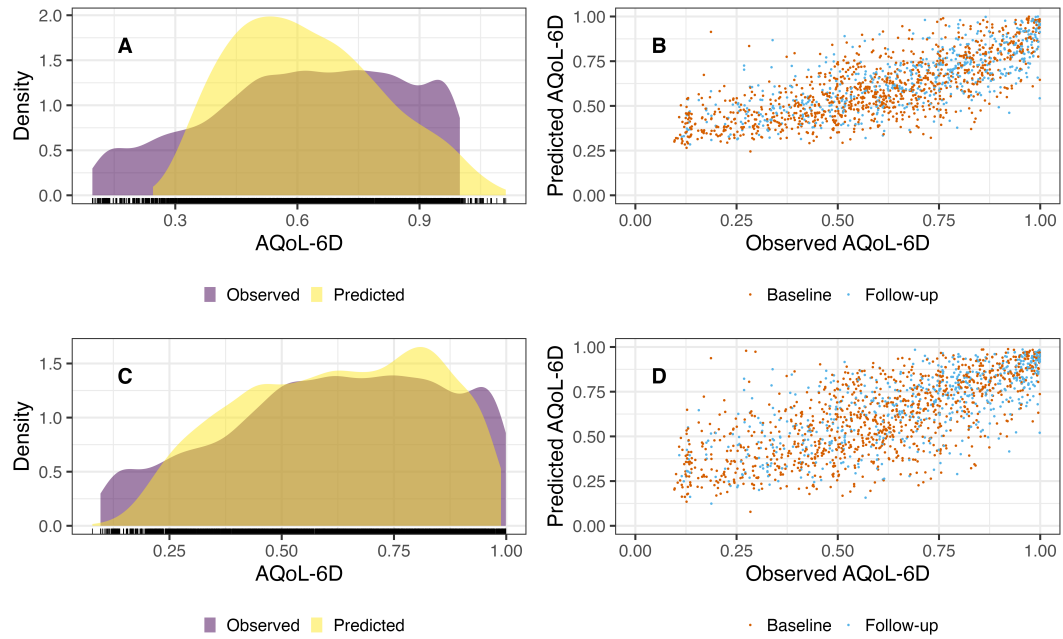 A
2.0
1.5
1.0
0.5
0.0
Density
0.3 0.6 0.9
AQoL-6D
Observed Predicted
B
1.00
0.75
0.50
0.25
0.00
Predicted AQoL-6D
0.00 0.25 0.50 0.75 1.00
Observed AQoL-6D
Baseline Follow-up
C
1.5
1.0
0.5
0.0
Density
0.25 0.50 0.75 1.00
AQoL-6D
Observed Predicted
D
1.00
0.75
0.50
0.25
0.00
Predicted AQoL-6D
0.00 0.25 0.50 0.75 1.00
Observed AQoL-6D
Baseline Follow-up